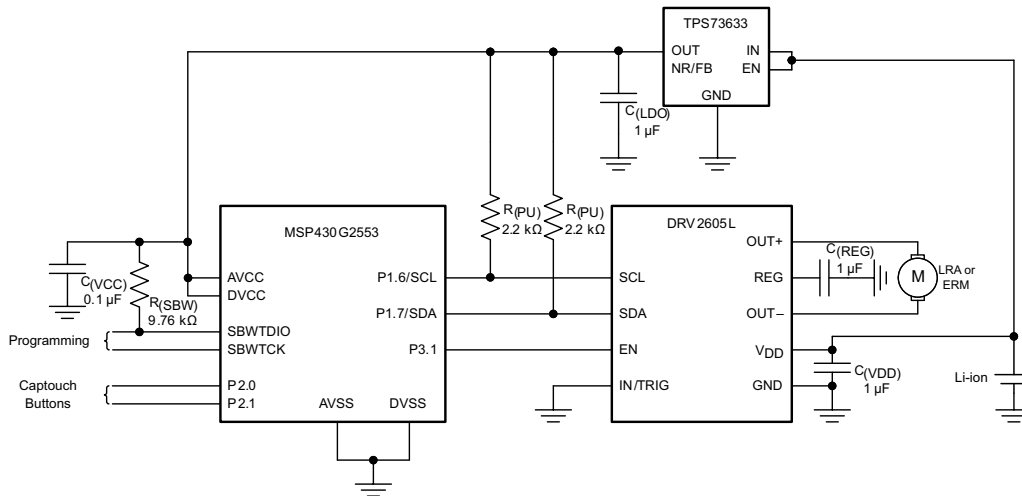 TPS73633
OUT
IN
NR/FB
EN
GND
C(LDO)
1 µF
R(PU)
2.2 kΩ
R(PU)
2.2 kΩ
MSP430G2553
DRV2605L
OUT+
C(REG)
1 µF
LRA or
ERM
M
C(VCC)
0.1 µF
R(SBW)
9.76 kΩ
AVCC
DVCC
P1.6/SCL
SCL
REG
P1.7/SDA
SDA
OUT–
Programming
SBWTDIO
SBWTCK
P3.1
EN
VDD
Captouch
Buttons
P2.0
P2.1
AVSS
DVSS
IN/TRIG
GND
C(VDD)
1 µF
Li-ion